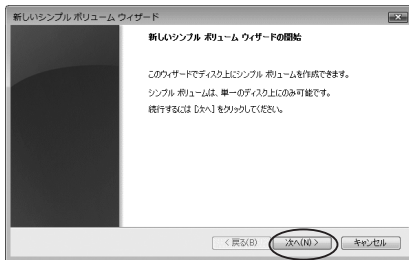 新しいシンプル ボリューム ウィザード
新しいシンプル ボリューム ウィザードの開始
このウィザードでディスク上にシンプル ボリュームを作成できます。
シンプル ボリュームは、単一のディスク上にのみ可能です。
続行するには [次へ] をクリックしてください。
< 戻る(B) 次へ(N) > キャンセル